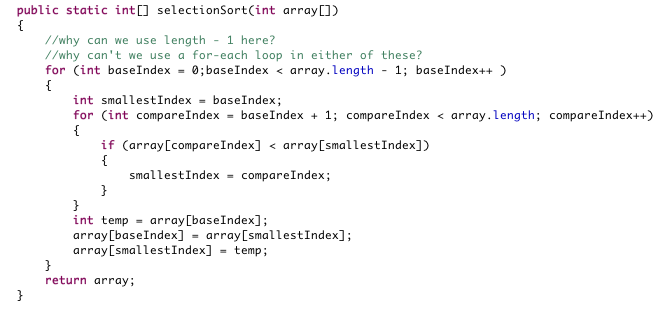 public static int[] selectionSort(int array[])
{
    //why can we use length - 1 here?
    //why can't we use a for-each loop in either of these?
    for (int baseIndex = 0;baseIndex < array.length - 1; baseIndex++ )
    {
        int smallestIndex = baseIndex;
        for (int compareIndex = baseIndex + 1; compareIndex < array.length; compareIndex++)
        {
            if (array[compareIndex] < array[smallestIndex])
            {
                smallestIndex = compareIndex;
            }
        }
        int temp = array[baseIndex];
        array[baseIndex] = array[smallestIndex];
        array[smallestIndex] = temp;
    }
    return array;
}